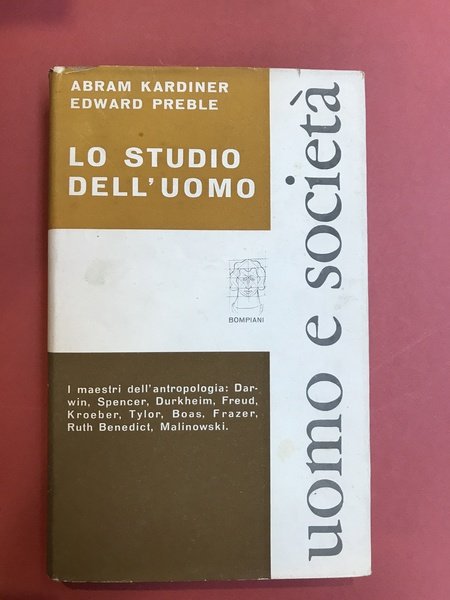 ABRAM KARDINER
EDWARD PREBLE
LO STUDIO
DELL'UOMO
uomo e società
BOMPIANI
I maestri dell'antropologia: Dar-
win, Spencer, Durkheim, Freud,
Kroeber, Tylor, Boas, Frazer,
Ruth Benedict, Malinowski.